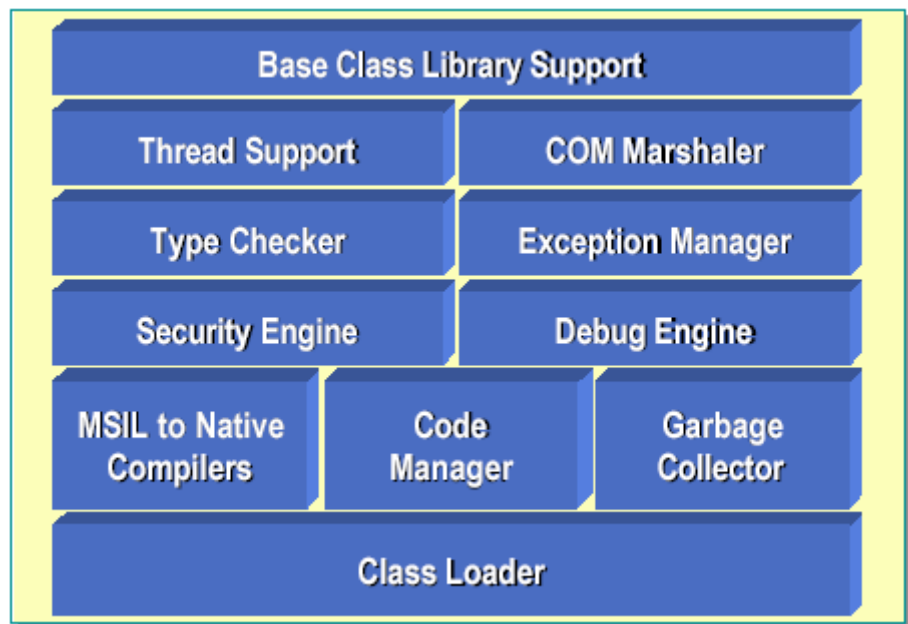 Base Class Library Support
Thread Support
COM Marshaler
Type Checker
Exception Manager
Security Engine
Debug Engine
MSIL to Native
Compilers
Code
Manager
Garbage
Collector
Class Loader